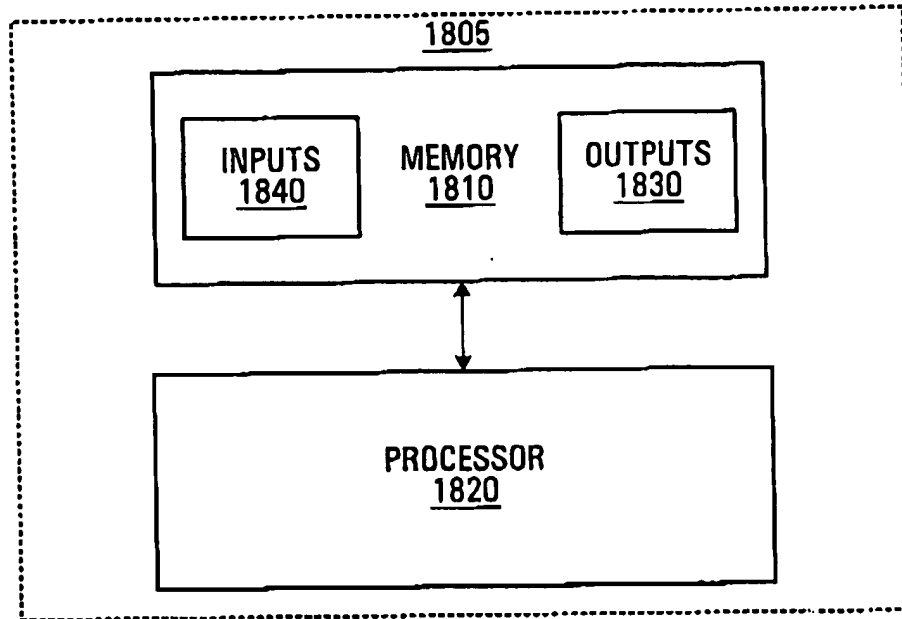 1805
INPUTS
1840
MEMORY
1810
OUTPUTS
1830
PROCESSOR
1820